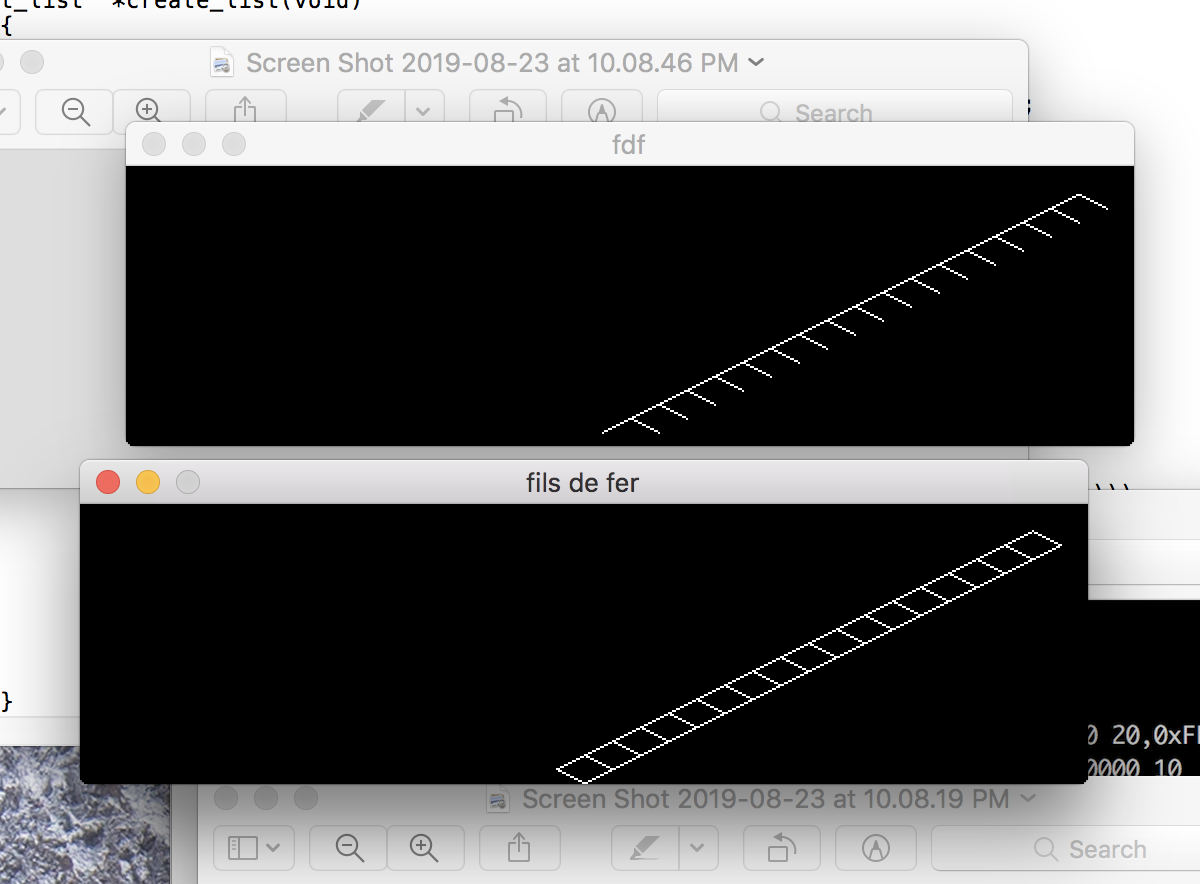 t_list *create_list(void)
{
Screen Shot 2019-08-23 at 10.08.46 PM
Search
;
fdf
fils de fer
}
0 20,0xFF
0000 10
Screen Shot 2019-08-23 at 10.08.19 PM
Search